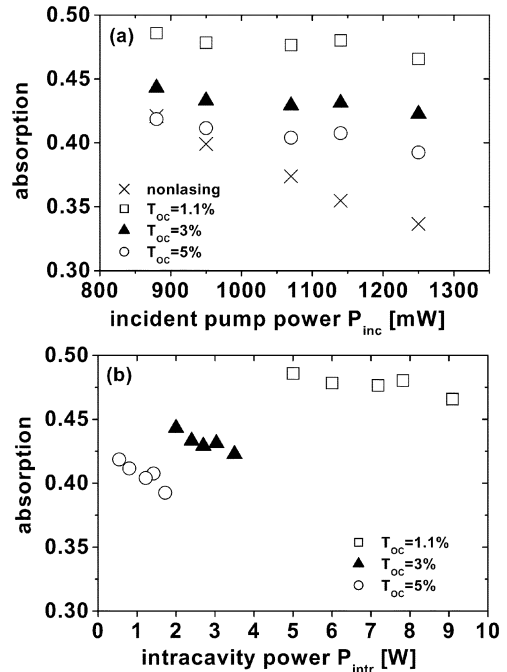 0.50
(a)
0.45
0.40
0.35
0.30
absorption
nonlasing
T_OC=1.1%
T_OC=3%
T_OC=5%
800 900 1000 1100 1200 1300
incident pump power P_inc [mW]
0.50
(b)
0.45
0.40
0.35
0.30
absorption
T_OC=1.1%
T_OC=3%
T_OC=5%
0 1 2 3 4 5 6 7 8 9 10
intracavity power P_intr [W]